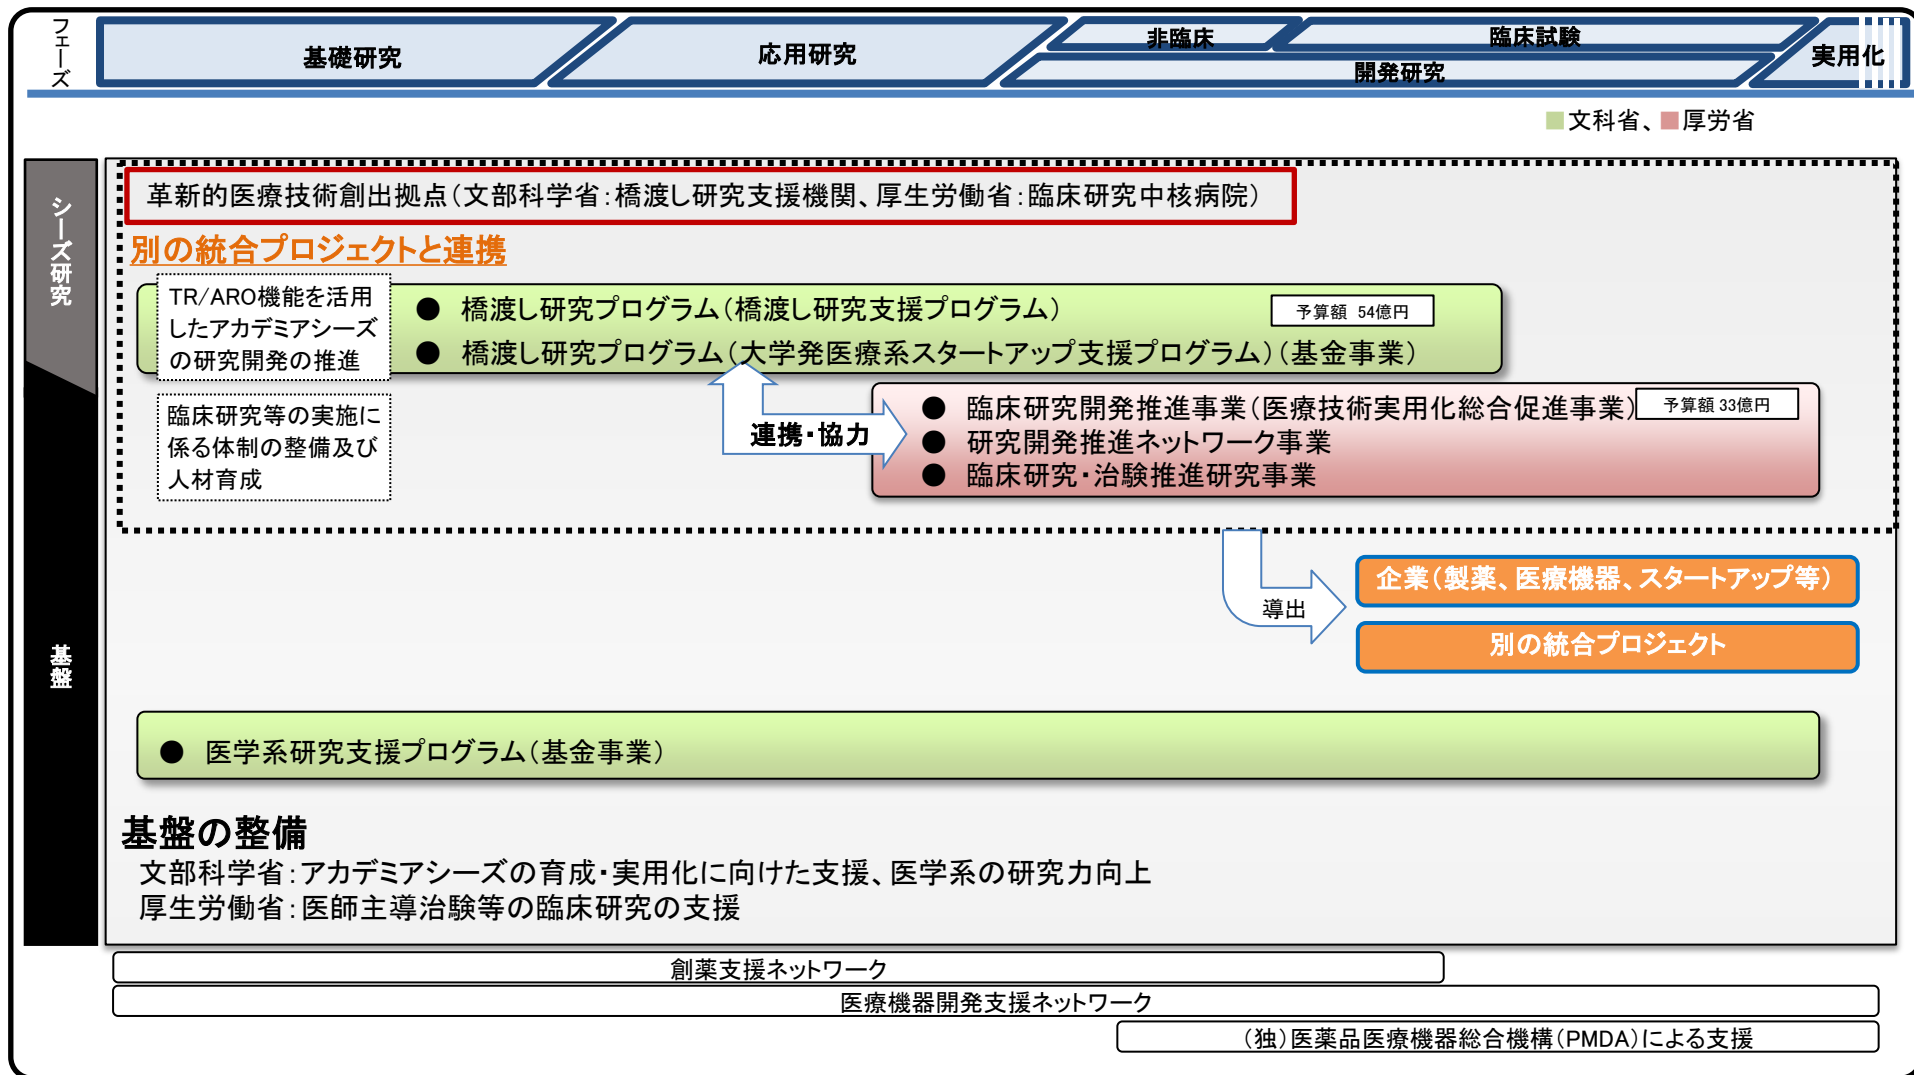 フェーズ
基礎研究
応用研究
非臨床
臨床試験
開発研究
実用化
■文科省、■厚労省
シーズ研究
基盤
革新的医療技術創出拠点（文部科学省：橋渡し研究支援機関、厚生労働省：臨床研究中核病院）
別の統合プロジェクトと連携
TR/ARO機能を活用
したアカデミアシーズ
の研究開発の推進
● 橋渡し研究プログラム（橋渡し研究支援プログラム）
予算額 54億円
● 橋渡し研究プログラム（大学発医療系スタートアップ支援プログラム）（基金事業）
臨床研究等の実施に
係る体制の整備及び
人材育成
連携・協力
● 臨床研究開発推進事業（医療技術実用化総合促進事業）
予算額 33億円
● 研究開発推進ネットワーク事業
● 臨床研究・治験推進研究事業
導出
企業（製薬、医療機器、スタートアップ等）
別の統合プロジェクト
● 医学系研究支援プログラム（基金事業）
基盤の整備
文部科学省：アカデミアシーズの育成・実用化に向けた支援、医学系の研究力向上
厚生労働省：医師主導治験等の臨床研究の支援
創薬支援ネットワーク
医療機器開発支援ネットワーク
（独）医薬品医療機器総合機構（PMDA）による支援